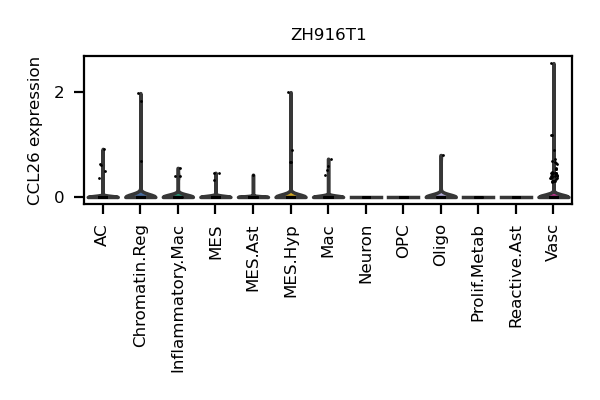 ZH916T1
CCL26 expression
2
0
AC
Chromatin.Reg
Inflammatory.Mac
MES
MES.Ast
MES.Hyp
Mac
Neuron
OPC
Oligo
Prolif.Metab
Reactive.Ast
Vasc